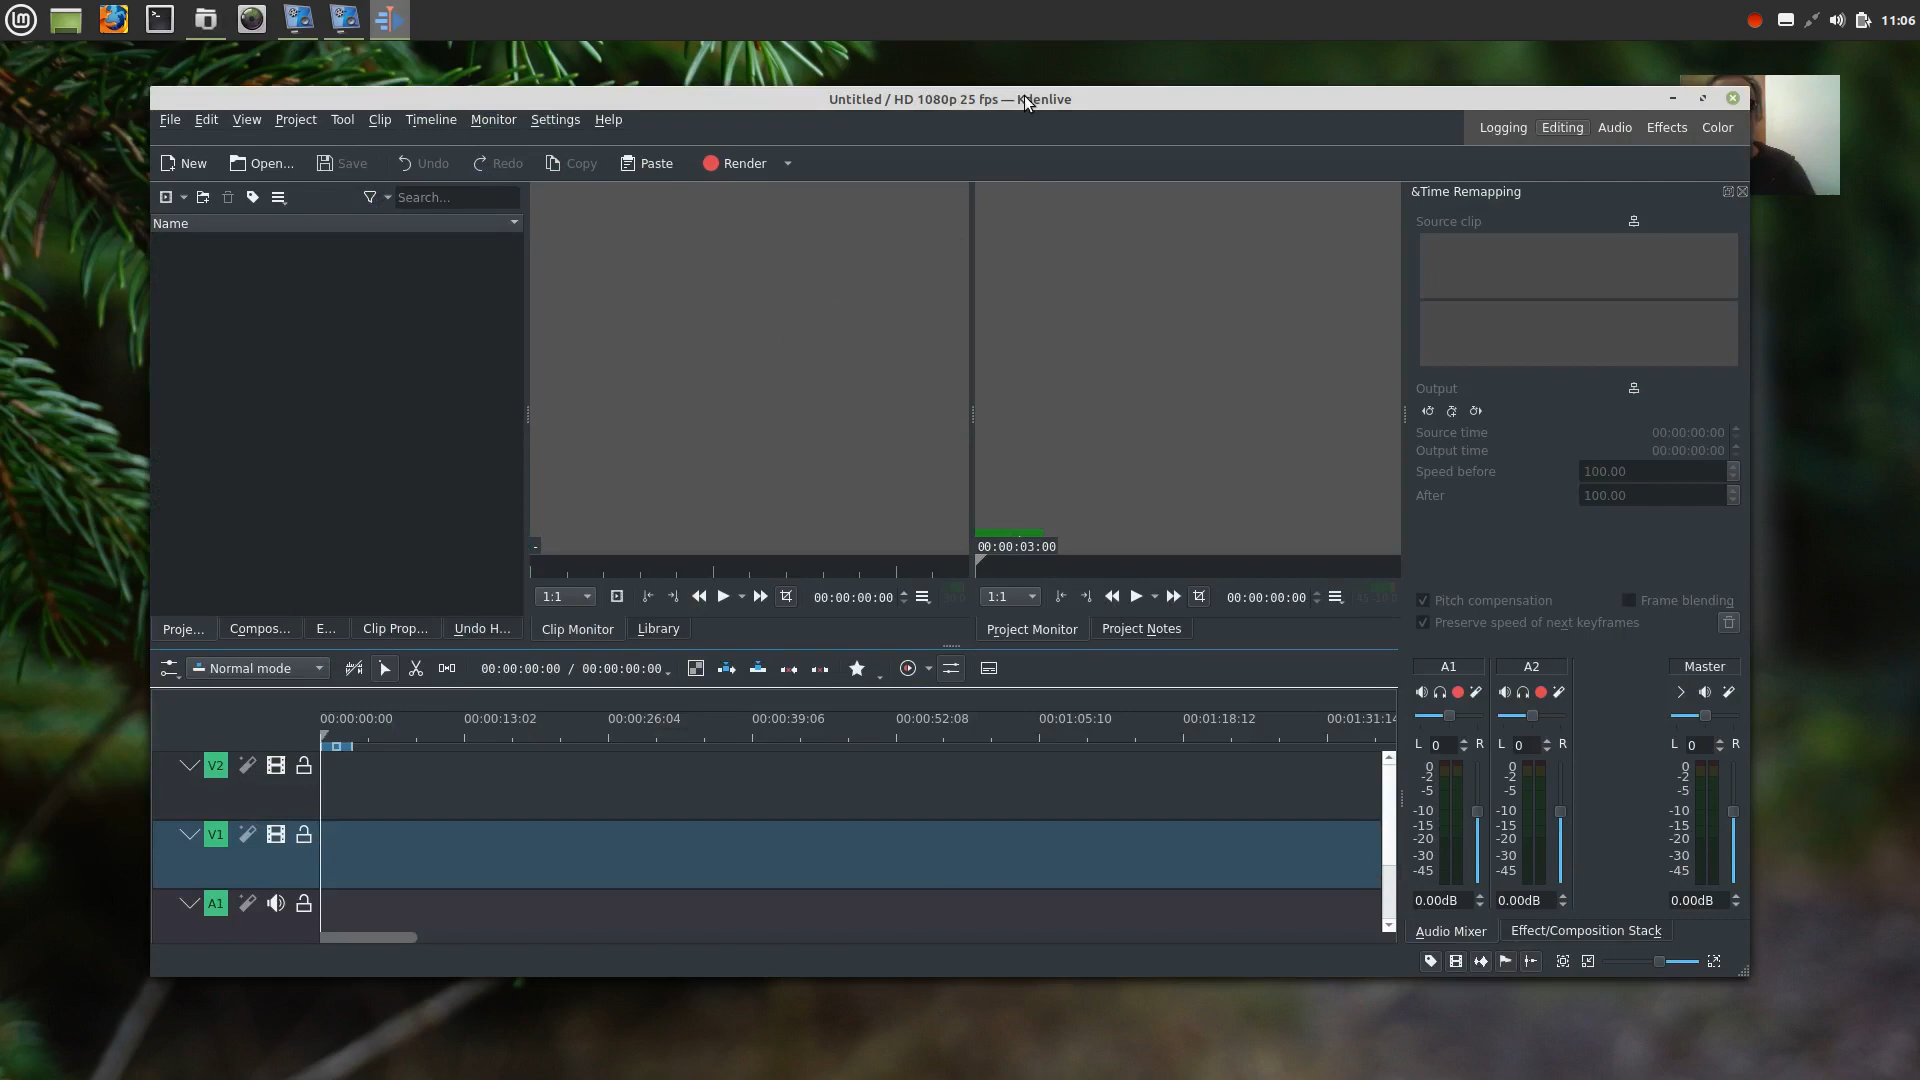 11:06
Untitled / HD 1080p 25 fps — Kdenlive
File Edit View Project Tool Clip Timeline Monitor Settings Help
Logging Editing Audio Effects Color
New Open... Save Undo Redo Copy Paste Render
Search...
Name
&Time Remapping
Source clip
Output
Source time 00:00:00:00
Output time 00:00:00:00
Speed before 100.00
After 100.00
-
00:00:03:00
1:1 00:00:00:00
1:1 00:00:00:00
Pitch compensation Frame blending
Preserve speed of next keyframes
Proje... Compos... E... Clip Prop... Undo H...
Clip Monitor Library
Project Monitor Project Notes
Normal mode 00:00:00:00 / 00:00:00:00
A1 A2 Master
00:00:00:00 00:00:13:02 00:00:26:04 00:00:39:06 00:00:52:08 00:01:05:10 00:01:18:12 00:01:31:14
L 0 R L 0 R L 0 R
V2
V1
A1
0 0 0
-2 -2 -2
-5 -5 -5
-10 -10 -10
-15 -15 -15
-20 -20 -20
-30 -30 -30
-45 -45 -45
0.00dB 0.00dB 0.00dB
Audio Mixer Effect/Composition Stack